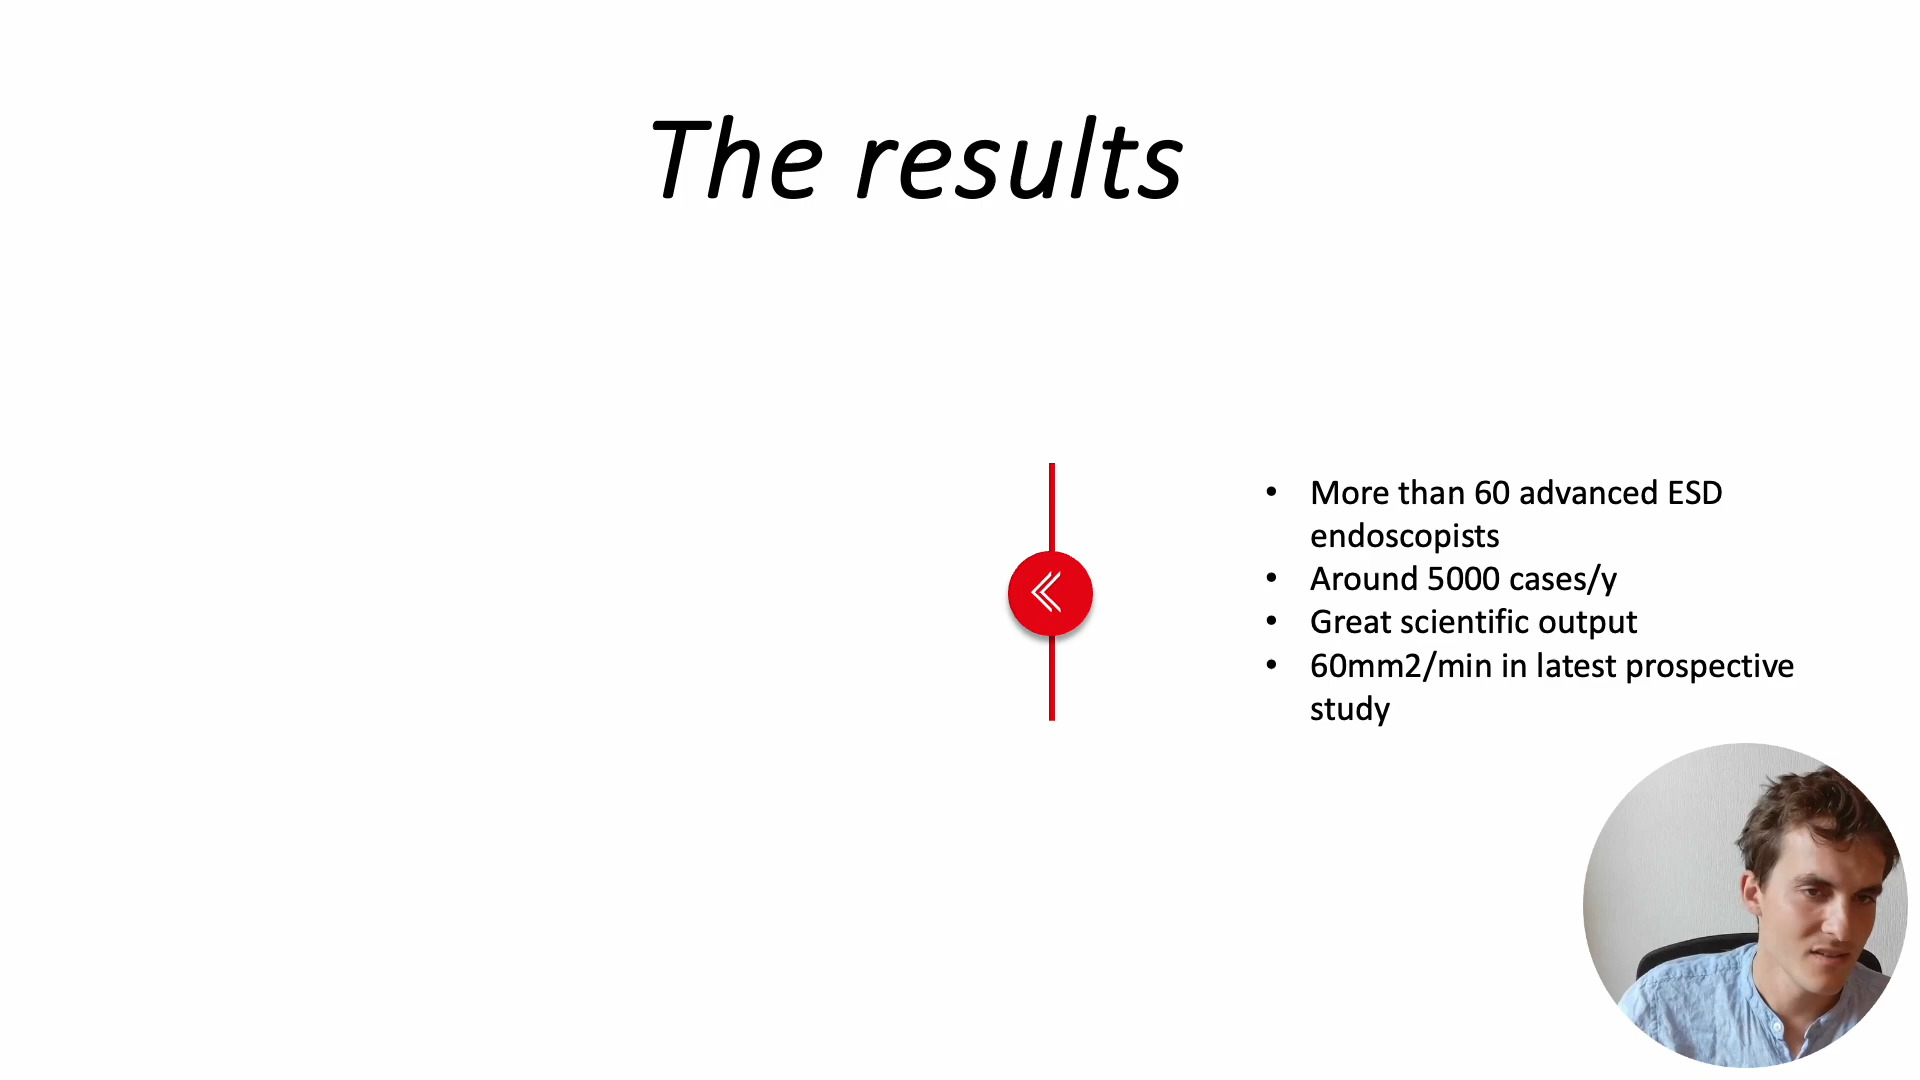 The results
• More than 60 advanced ESD
endoscopists
• Around 5000 cases/y
• Great scientific output
• 60mm2/min in latest prospective
study